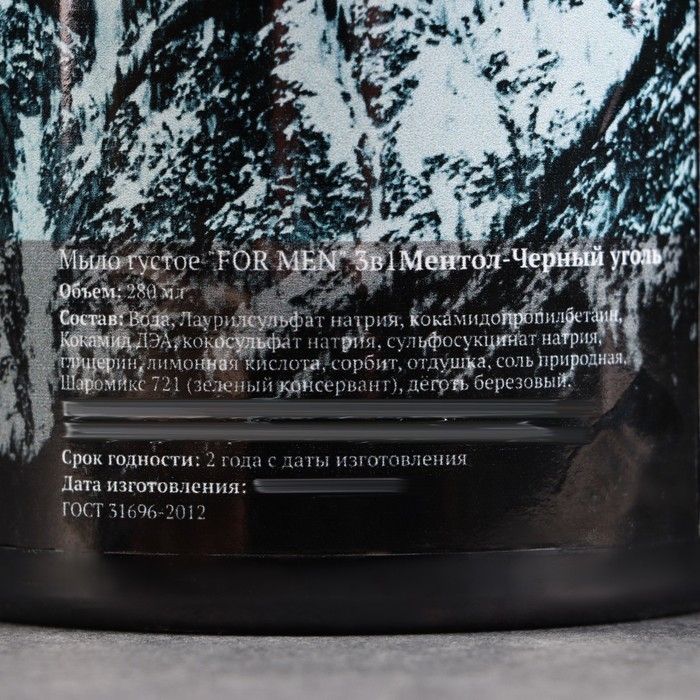 Мыло густое "FOR MEN" 3в1Ментол-Черный уголь
Объем: 280 мл
Состав: Вода, Лаурилсульфат натрия, кокамидопропилбетаин,
Кокамид ДЭА, кокосульфат натрия, сульфосукцинат натрия,
глицерин, лимонная кислота, сорбит, отдушка, соль природная,
Шаромикс 721 (зеленый консервант), дёготь березовый.
Срок годности: 2 года с даты изготовления
Дата изготовления:
ГОСТ 31696-2012